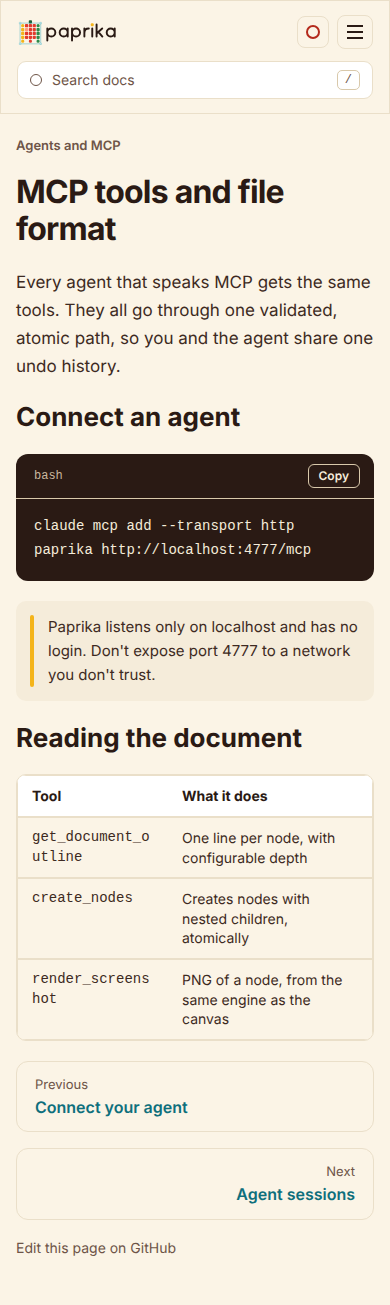 paprika
Search docs
/
Agents and MCP
MCP tools and file
format
Every agent that speaks MCP gets the same
tools. They all go through one validated,
atomic path, so you and the agent share one
undo history.
Connect an agent
bash
Copy
claude mcp add --transport http
paprika http://localhost:4777/mcp
Paprika listens only on localhost and has no
login. Don't expose port 4777 to a network
you don't trust.
Reading the document
Tool
What it does
get_document_o
utline
One line per node, with
configurable depth
create_nodes
Creates nodes with
nested children,
atomically
render_screens
hot
PNG of a node, from the
same engine as the
canvas
Previous
Connect your agent
Next
Agent sessions
Edit this page on GitHub